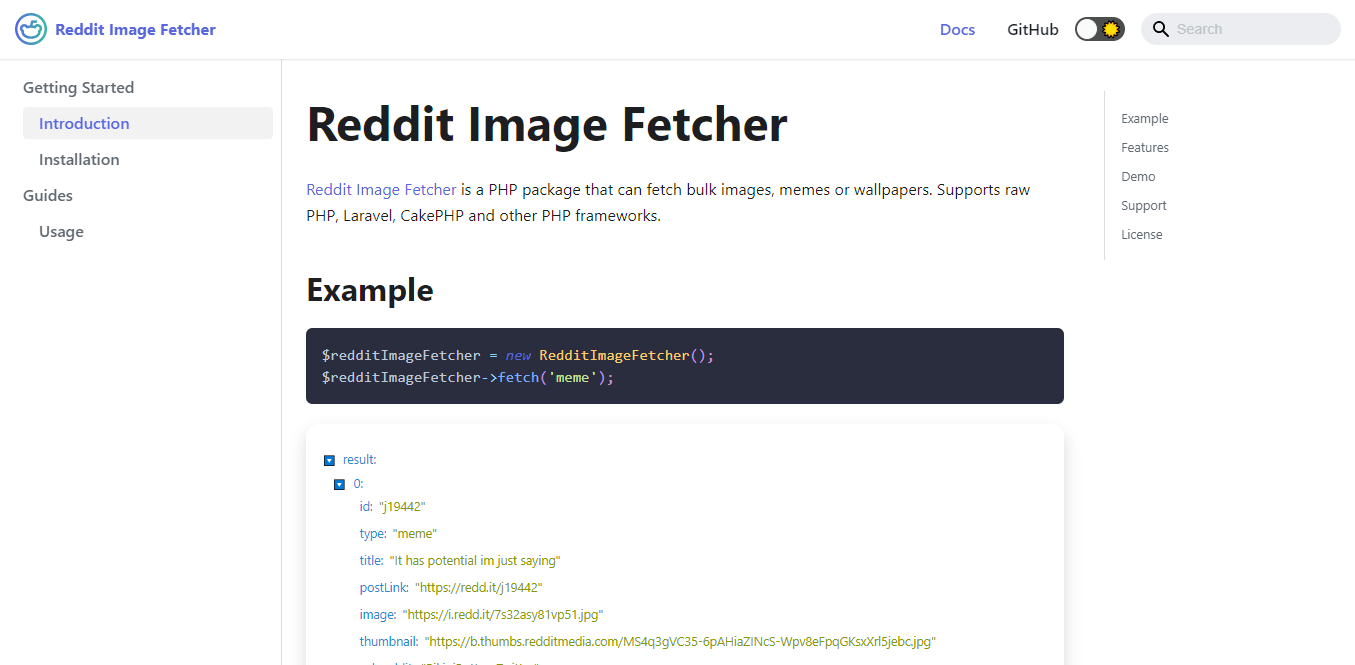 Reddit Image Fetcher
Docs
GitHub
Search
Getting Started
Introduction
Installation
Guides
Usage
Reddit Image Fetcher
Reddit Image Fetcher is a PHP package that can fetch bulk images, memes or wallpapers. Supports raw
PHP, Laravel, CakePHP and other PHP frameworks.
Example
$redditImageFetcher = new RedditImageFetcher();
$redditImageFetcher->fetch('meme');
result:
0:
id: "j19442"
type: "meme"
title: "It has potential im just saying"
postLink: "https://redd.it/j19442"
image: "https://i.redd.it/7s32asy81vp51.jpg"
thumbnail: "https://b.thumbs.redditmedia.com/MS4q3gVC35-6pAHiaZINcS-Wpv8eFpqGKsxXrl5jebc.jpg"
Example
Features
Demo
Support
License